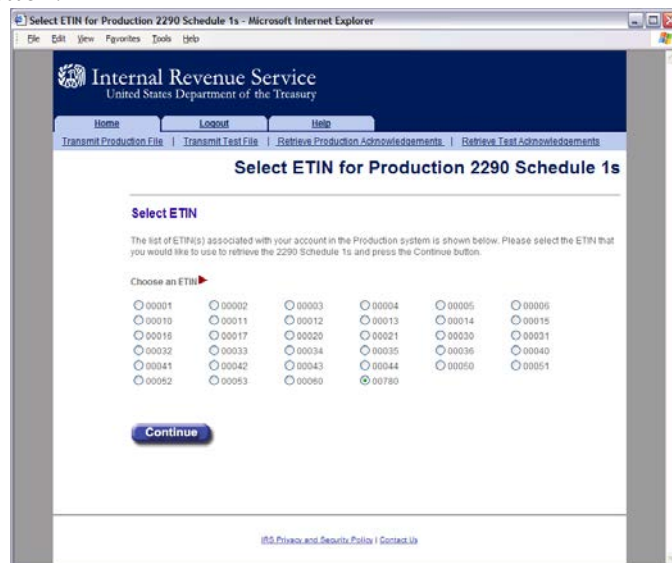 Select ETIN for Production 2290 Schedule 1s - Microsoft Internet Explorer
File Edit View Favorites Tools Help
Internal Revenue Service
United States Department of the Treasury
Home Logout Help
Transmit Production File | Transmit Test File | Retrieve Production Acknowledgements | Retrieve Test Acknowledgements
Select ETIN for Production 2290 Schedule 1s
Select ETIN
The list of ETIN(s) associated with your account in the Production system is shown below. Please select the ETIN that
you would like to use to retrieve the 2290 Schedule 1s and press the Continue button.
Choose an ETIN
00001 00002 00003 00004 00005 00006
00010 00011 00012 00013 00014 00015
00016 00017 00020 00021 00030 00031
00032 00033 00034 00035 00036 00040
00041 00042 00043 00044 00050 00051
00052 00053 00060 00780
Continue
IRS Privacy and Security Policy | Contact Us